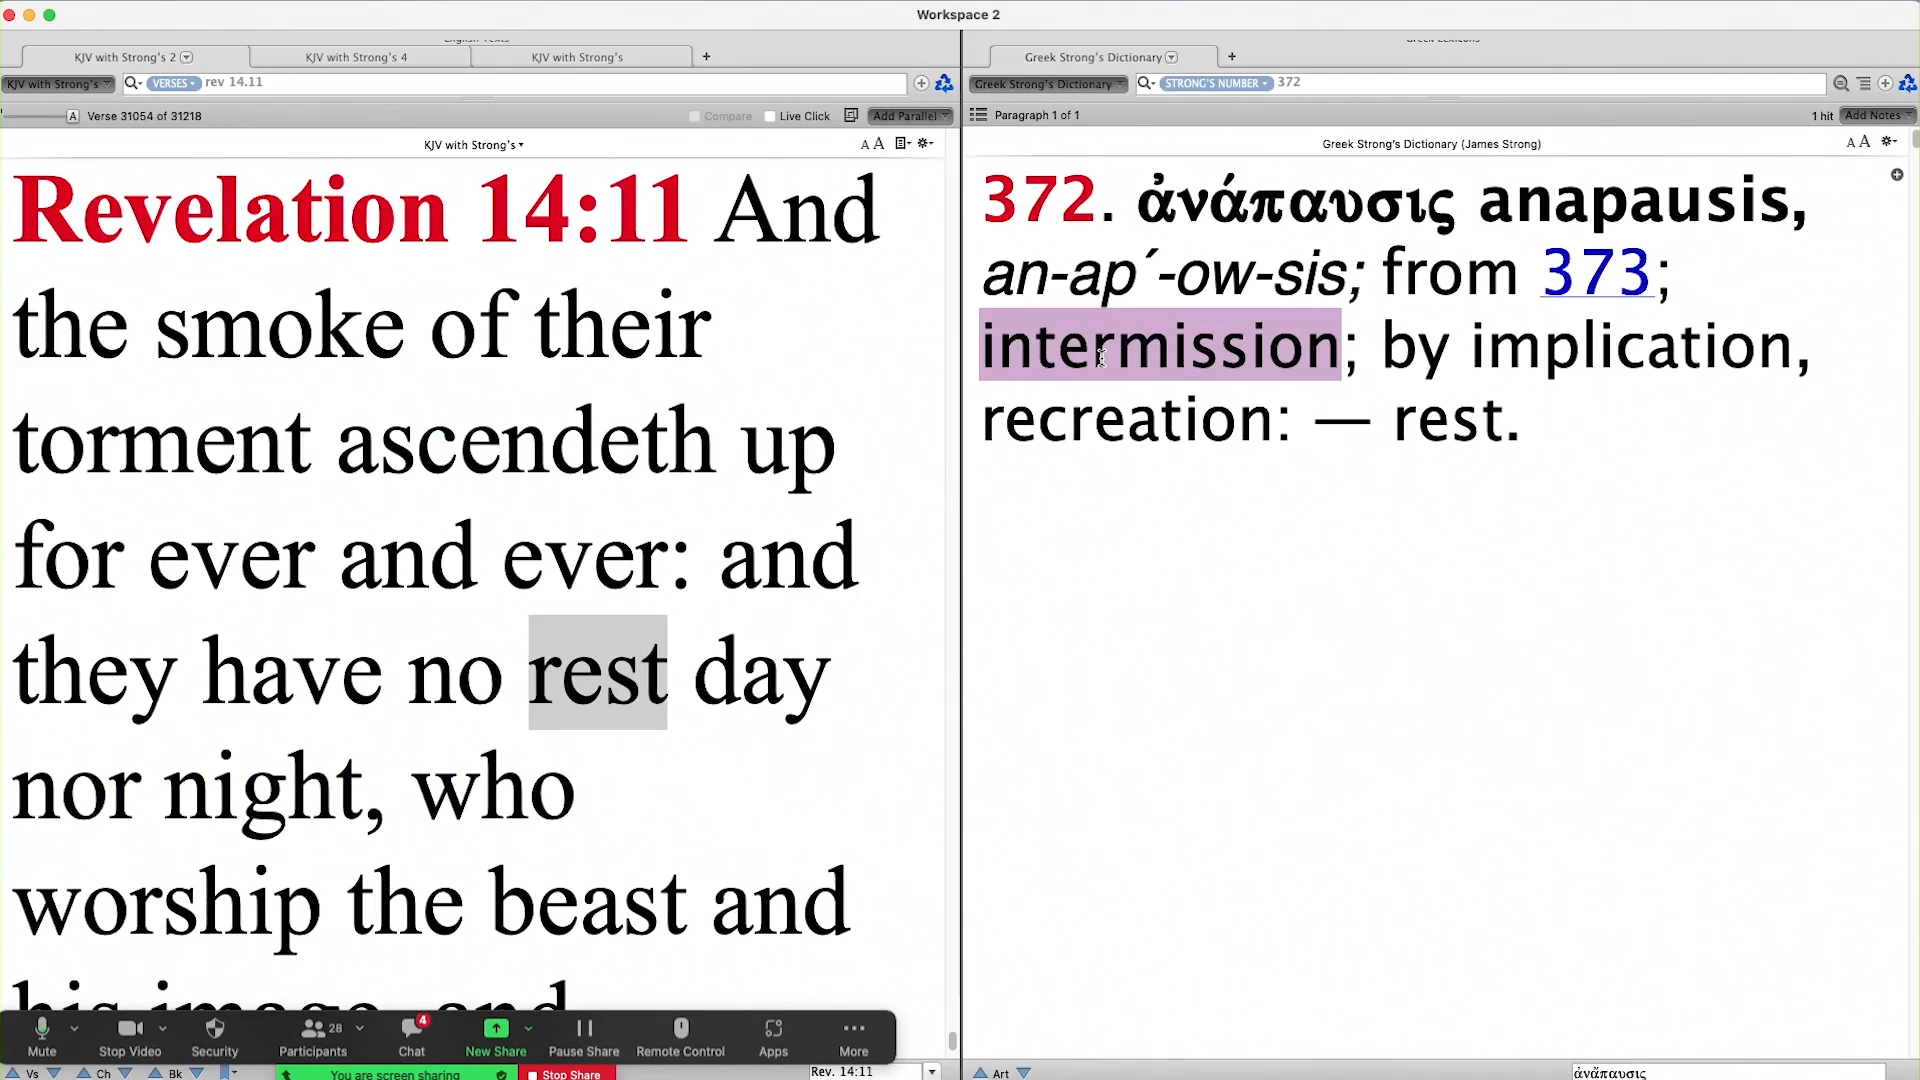 Workspace 2
KJV with Strong's 2
KJV with Strong's 4
KJV with Strong's
+
KJV with Strong's
VERSES
rev 14.11
A
Verse 31054 of 31218
Compare
Live Click
Add Parallel
KJV with Strong's
A A
Revelation 14:11 And
the smoke of their
torment ascendeth up
for ever and ever: and
they have no rest day
nor night, who
worship the beast and
his image, and
Greek Strong's Dictionary
+
Greek Strong's Dictionary
STRONG'S NUMBER
372
Paragraph 1 of 1
1 hit
Add Notes
Greek Strong's Dictionary (James Strong)
A A
372. ἀνάπαυσις anapausis,
an-ap´-ow-sis; from 373;
intermission; by implication,
recreation: — rest.
Mute
Stop Video
Security
28
Participants
4
Chat
New Share
Pause Share
Remote Control
Apps
More
Vs
Ch
Bk
You are screen sharing
Stop Share
Rev. 14:11
Art
ἀνάπαυσις